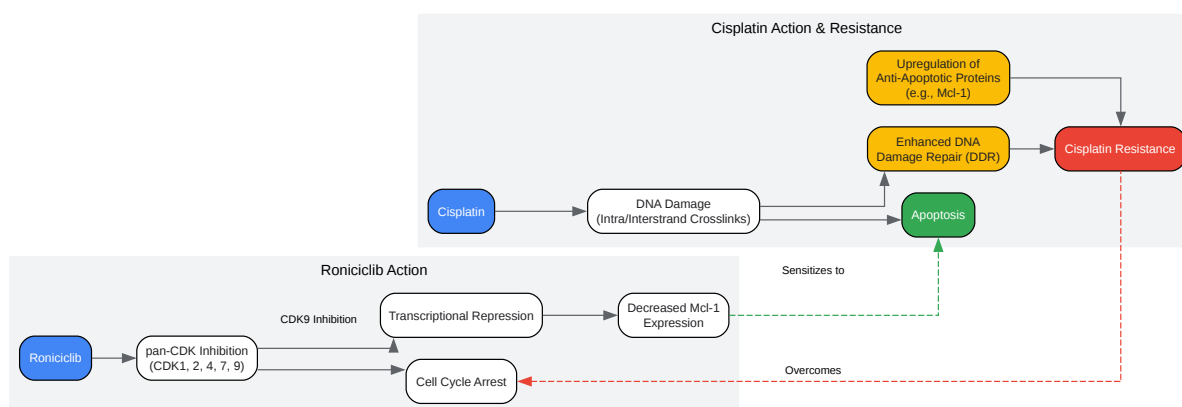 Cisplatin Action & Resistance
Upregulation of
Anti-Apoptotic Proteins
(e.g., Mcl-1)
Enhanced DNA
Damage Repair (DDR)
Cisplatin Resistance
Cisplatin
DNA Damage
(Intra/Interstrand Crosslinks)
Apoptosis
Roniciclib Action
Sensitizes to
CDK9 Inhibition
Transcriptional Repression
Decreased Mcl-1
Expression
Roniciclib
pan-CDK Inhibition
(CDK1, 2, 4, 7, 9)
Cell Cycle Arrest
Overcomes